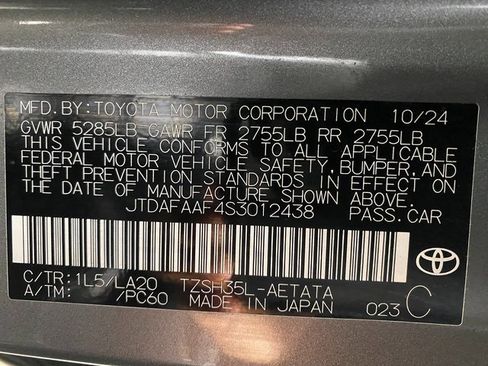 MFD.BY:TOYOTA MOTOR CORPORATION 10/24
GVWR 5285LB GAWR FR 2755LB RR 2755LB
THIS VEHICLE CONFORMS TO ALL APPLICABLE
FEDERAL MOTOR VEHICLE SAFETY,BUMPER,AND
THEFT PREVENTION STANDARDS IN EFFECT ON
THE DATE OF MANUFACTURE SHOWN ABOVE.
JTDAFAAF4S3012438 PASS.CAR
C/TR:1L5/LA20 TZSH35L-AETATA
A/TM: /PC60 MADE IN JAPAN 023 C
TOYOTA